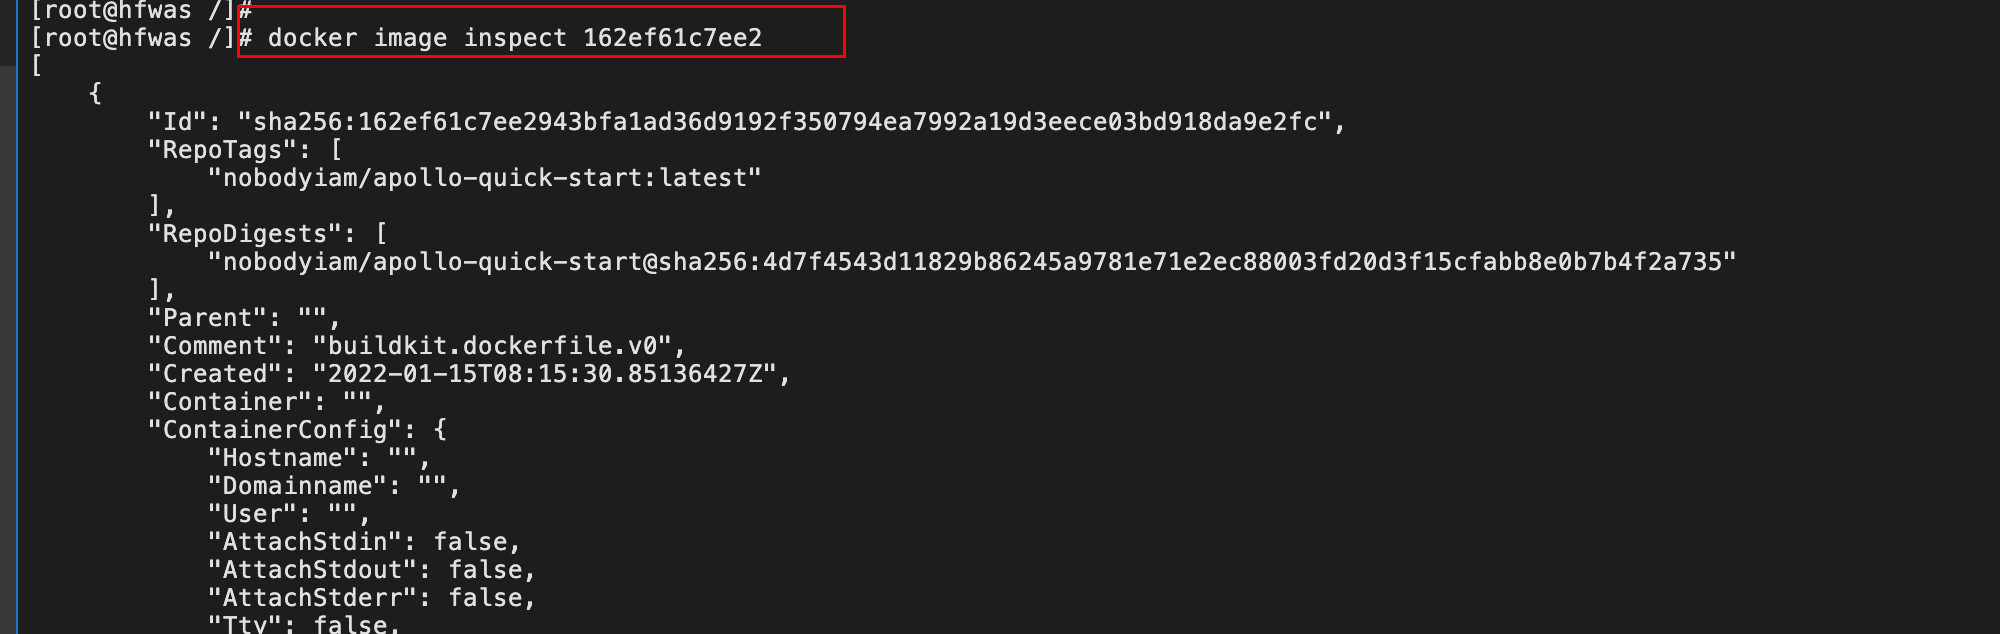 [root@hfwas /]#
[root@hfwas /]# docker image inspect 162ef61c7ee2
[
    {
        "Id": "sha256:162ef61c7ee2943bfa1ad36d9192f350794ea7992a19d3eece03bd918da9e2fc",
        "RepoTags": [
            "nobodyiam/apollo-quick-start:latest"
        ],
        "RepoDigests": [
            "nobodyiam/apollo-quick-start@sha256:4d7f4543d11829b86245a9781e71e2ec88003fd20d3f15cfabb8e0b7b4f2a735"
        ],
        "Parent": "",
        "Comment": "buildkit.dockerfile.v0",
        "Created": "2022-01-15T08:15:30.85136427Z",
        "Container": "",
        "ContainerConfig": {
            "Hostname": "",
            "Domainname": "",
            "User": "",
            "AttachStdin": false,
            "AttachStdout": false,
            "AttachStderr": false,
            "Tty": false,